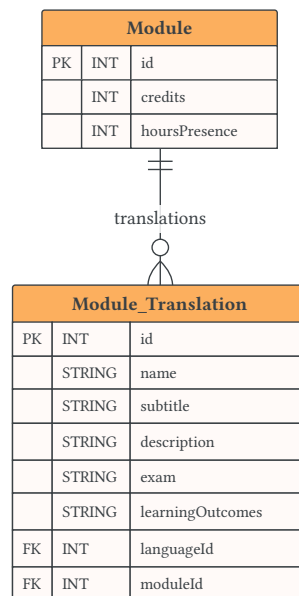 Module
PK INT id
INT credits
INT hoursPresence
translations
Module_Translation
PK INT id
STRING name
STRING subtitle
STRING description
STRING exam
STRING learningOutcomes
FK INT languageId
FK INT moduleId